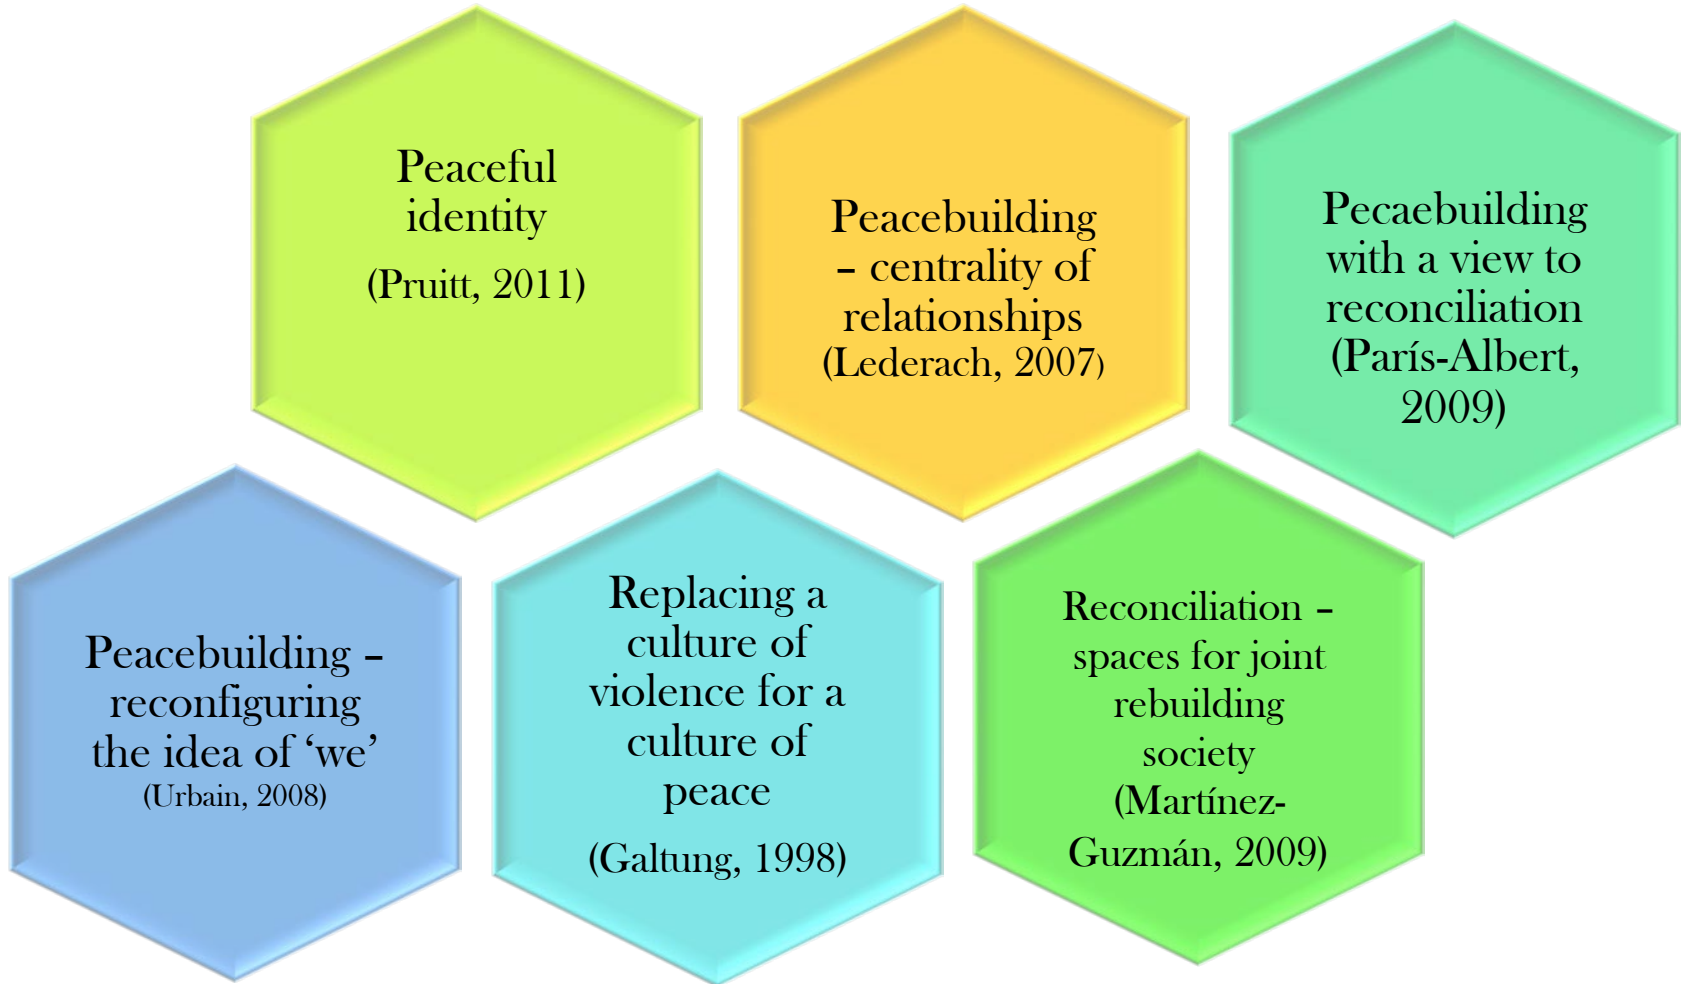 Peaceful
identity
(Pruitt, 2011)
Peacebuilding
– centrality of
relationships
(Lederach, 2007)
Pecaebuilding
with a view to
reconciliation
(París-Albert,
2009)
Peacebuilding –
reconfiguring
the idea of ‘we’
(Urbain, 2008)
Replacing a
culture of
violence for a
culture of
peace
(Galtung, 1998)
Reconciliation –
spaces for joint
rebuilding
society
(Martínez-
Guzmán, 2009)